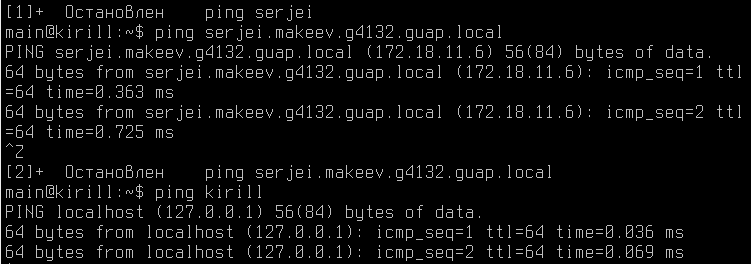 [1]+  Остановлен    ping serjei
main@kirill:~$ ping serjei.makeev.g4132.guap.local
PING serjei.makeev.g4132.guap.local (172.18.11.6) 56(84) bytes of data.
64 bytes from serjei.makeev.g4132.guap.local (172.18.11.6): icmp_seq=1 ttl
=64 time=0.363 ms
64 bytes from serjei.makeev.g4132.guap.local (172.18.11.6): icmp_seq=2 ttl
=64 time=0.725 ms
^Z
[2]+  Остановлен    ping serjei.makeev.g4132.guap.local
main@kirill:~$ ping kirill
PING localhost (127.0.0.1) 56(84) bytes of data.
64 bytes from localhost (127.0.0.1): icmp_seq=1 ttl=64 time=0.036 ms
64 bytes from localhost (127.0.0.1): icmp_seq=2 ttl=64 time=0.069 ms